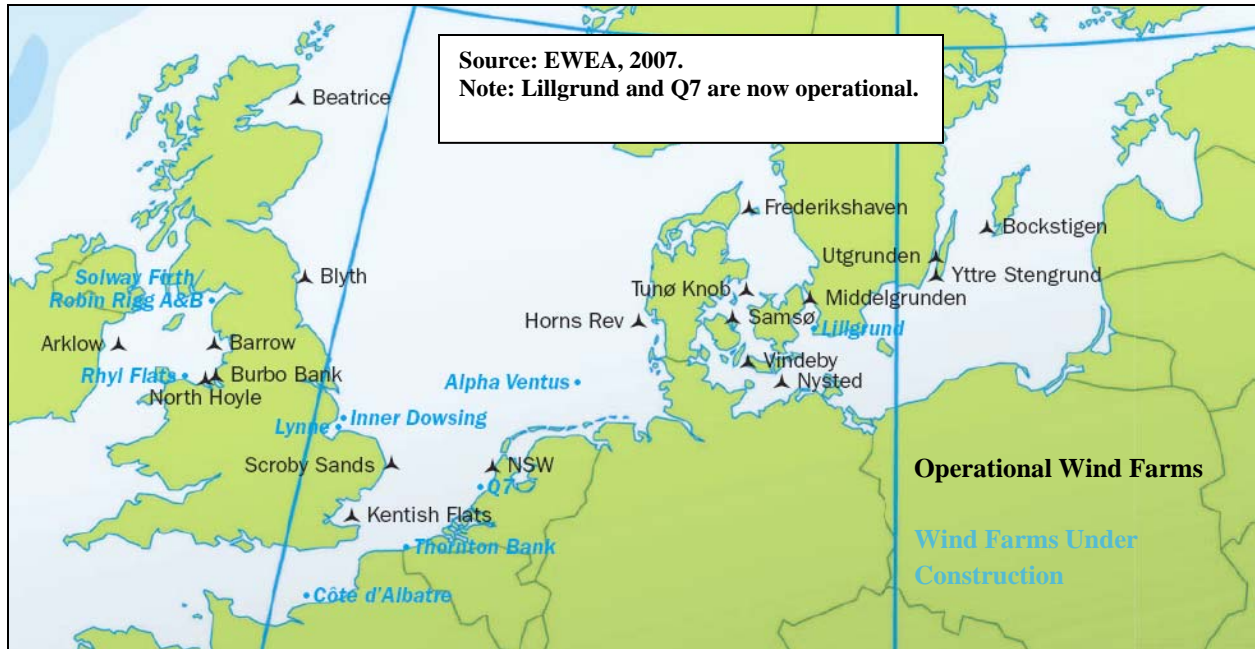 Source: EWEA, 2007.
Note: Lillgrund and Q7 are now operational.
Beatrice
Frederikshaven
Bockstigen
Utgrunden
Yttre Stengrund
Solway Firth/
Robin Rigg A&B
Blyth
Tunø Knob
Middelgrunden
Horns Rev
Samsø
Lillgrund
Arklow
Barrow
Rhyl Flats
Burbo Bank
North Hoyle
Vindeby
Nysted
Alpha Ventus
Inner Dowsing
Lynne
Scroby Sands
NSW
Q7
Kentish Flats
Thornton Bank
Côte d'Albatre
Operational Wind Farms
Wind Farms Under
Construction